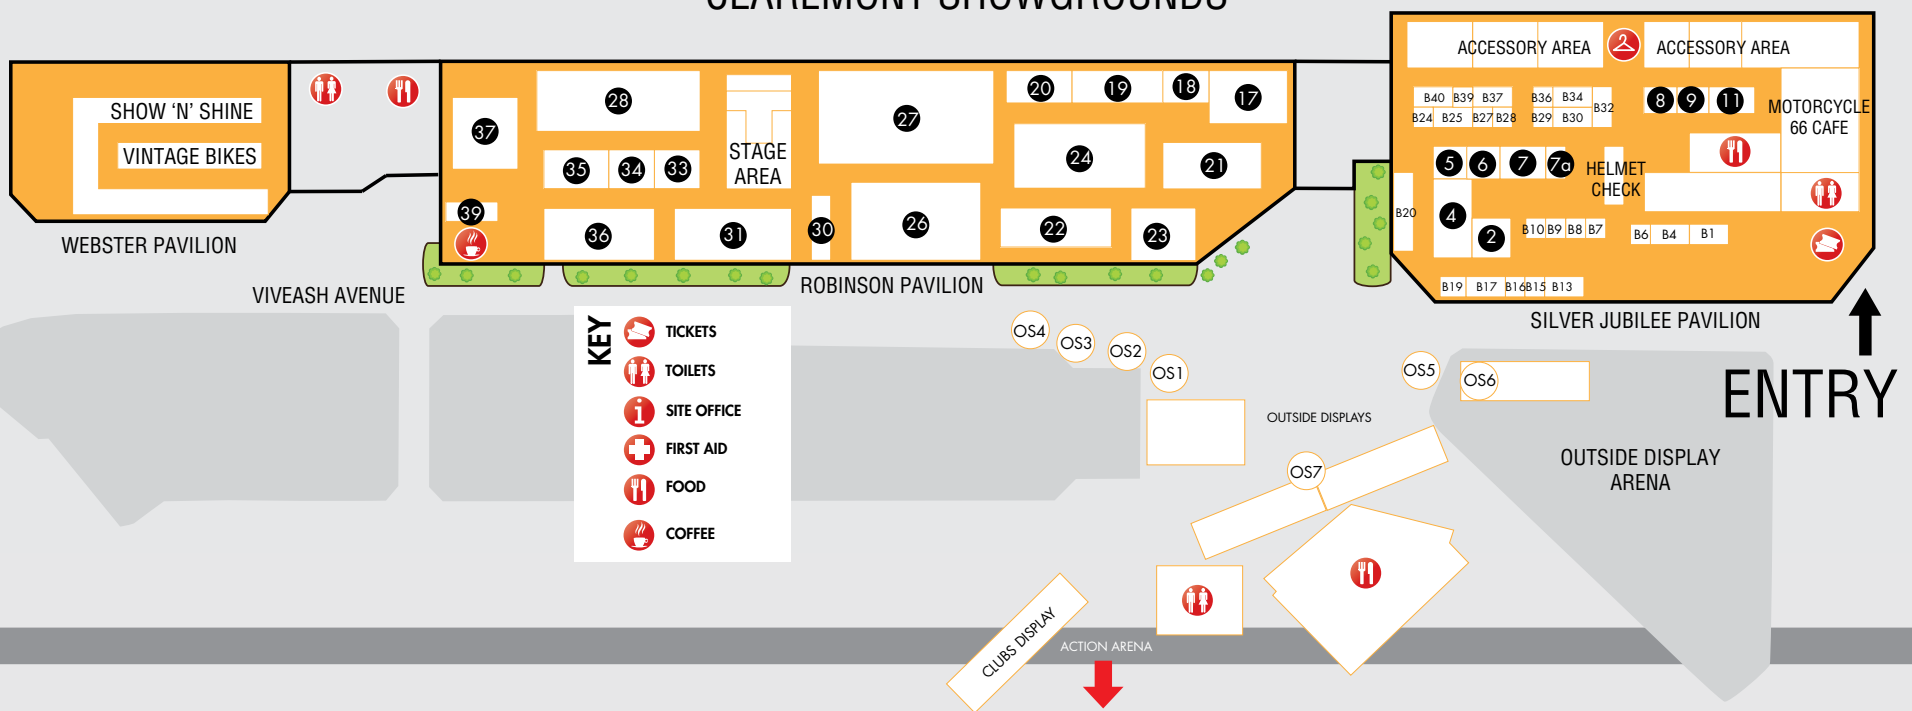 CLAREMONT SHOWGROUNDS
SHOW 'N' SHINE
VINTAGE BIKES
WEBSTER PAVILION
VIVEASH AVENUE
37
39
28
35
34
33
36
31
STAGE
AREA
27
30
26
20
19
18
17
24
21
22
23
ROBINSON PAVILION
ACCESSORY AREA
ACCESSORY AREA
B40 B39 B37
B24 B25 B27 B28
B36 B34
B32
B29 B30
8 9 11
MOTORCYCLE
66 CAFE
5 6 7 7a
HELMET
CHECK
B20
4
2
B10 B9 B8 B7
B6 B4 B1
B19 B17 B16 B15 B13
SILVER JUBILEE PAVILION
ENTRY
KEY
TICKETS
TOILETS
SITE OFFICE
FIRST AID
FOOD
COFFEE
OS4
OS3
OS2
OS1
OS5
OS6
OUTSIDE DISPLAYS
OS7
OUTSIDE DISPLAY
ARENA
CLUBS DISPLAY
ACTION ARENA